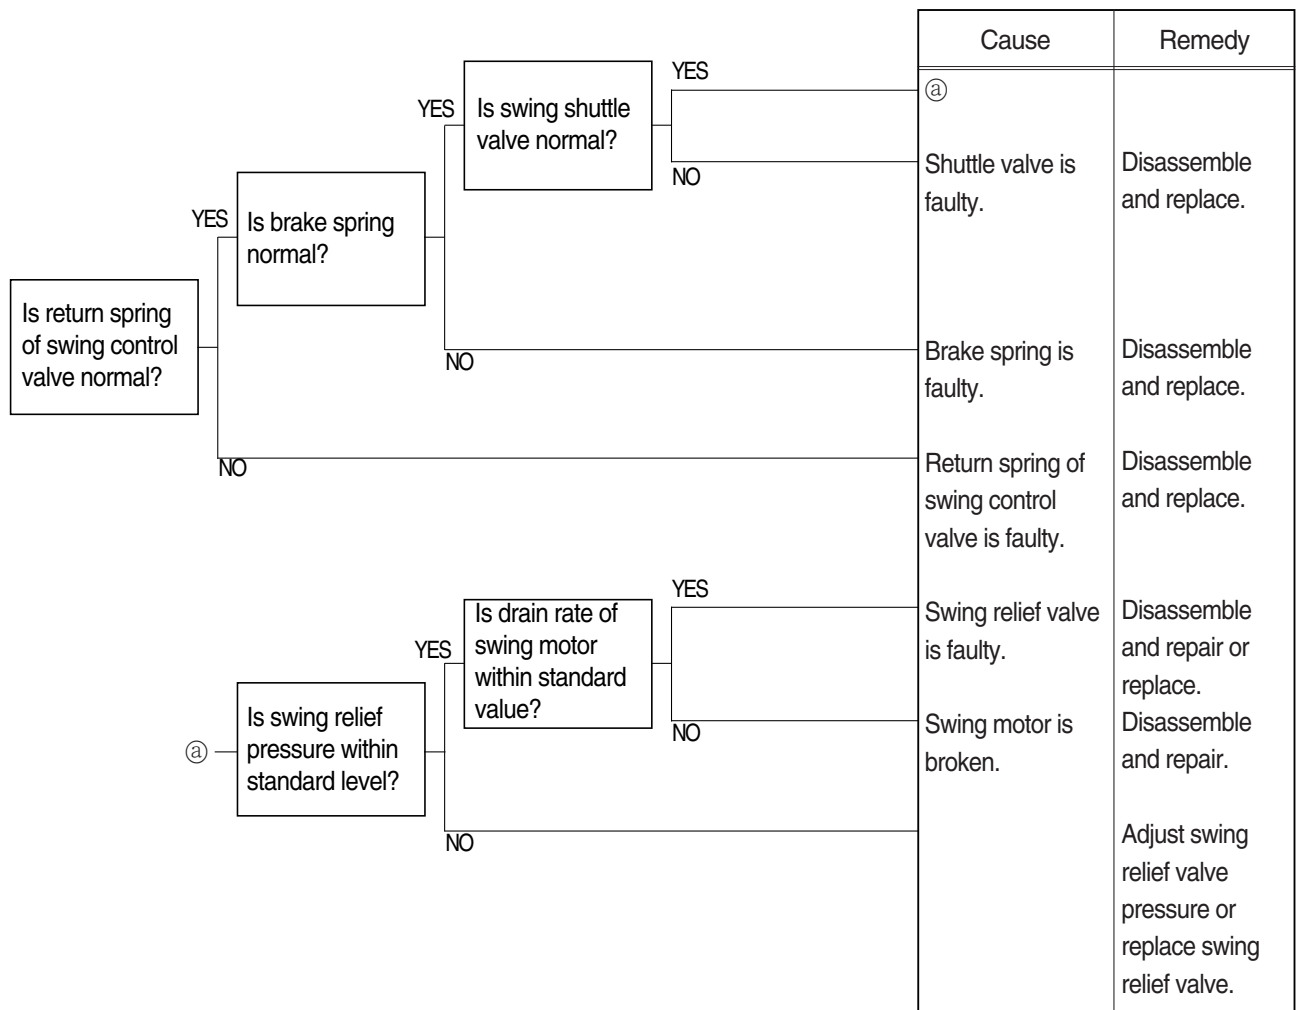 Cause
Remedy
YES
ⓐ
YES
Is swing shuttle
valve normal?
NO
Shuttle valve is
faulty.
Disassemble
and replace.
YES
Is brake spring
normal?
Is return spring
of swing control
valve normal?
NO
Brake spring is
faulty.
Disassemble
and replace.
NO
Return spring of
swing control
valve is faulty.
Disassemble
and replace.
YES
Is drain rate of
swing motor
within standard
value?
YES
Swing relief valve
is faulty.
Disassemble
and repair or
replace.
ⓐ
Is swing relief
pressure within
standard level?
NO
Swing motor is
broken.
Disassemble
and repair.
NO
Adjust swing
relief valve
pressure or
replace swing
relief valve.